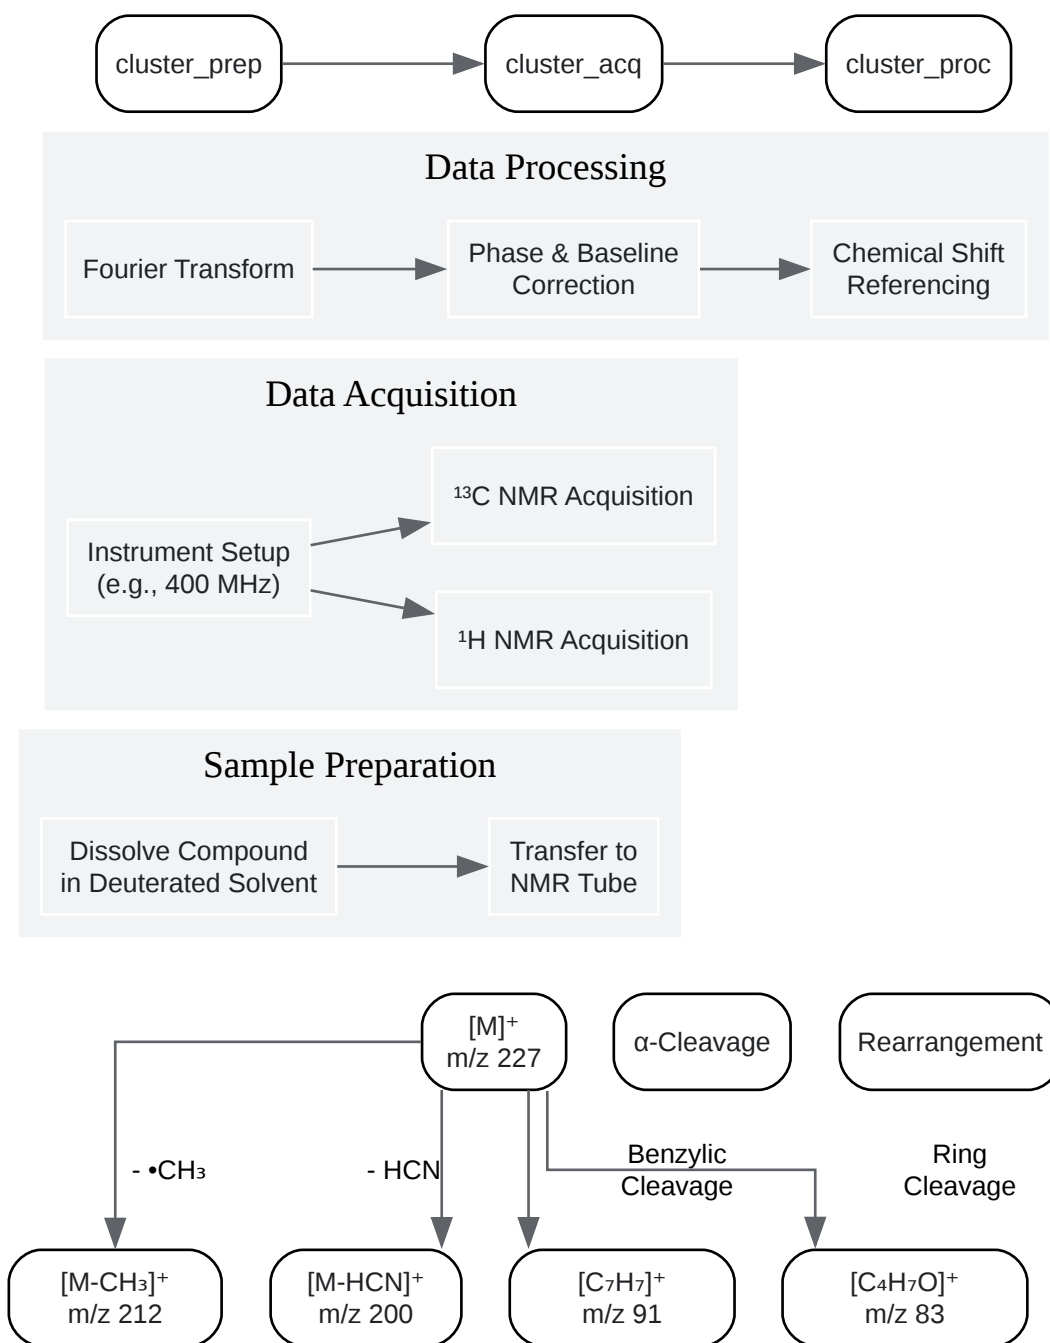 cluster_prep
cluster_acq
cluster_proc
Data Processing
Fourier Transform
Phase & Baseline
Correction
Chemical Shift
Referencing
Data Acquisition
¹³C NMR Acquisition
Instrument Setup
(e.g., 400 MHz)
¹H NMR Acquisition
Sample Preparation
Dissolve Compound
in Deuterated Solvent
Transfer to
NMR Tube
[M]⁺
m/z 227
α-Cleavage
Rearrangement
- •CH₃
- HCN
Benzylic
Cleavage
Ring
Cleavage
[M-CH₃]⁺
m/z 212
[M-HCN]⁺
m/z 200
[C₇H₇]⁺
m/z 91
[C₄H₇O]⁺
m/z 83